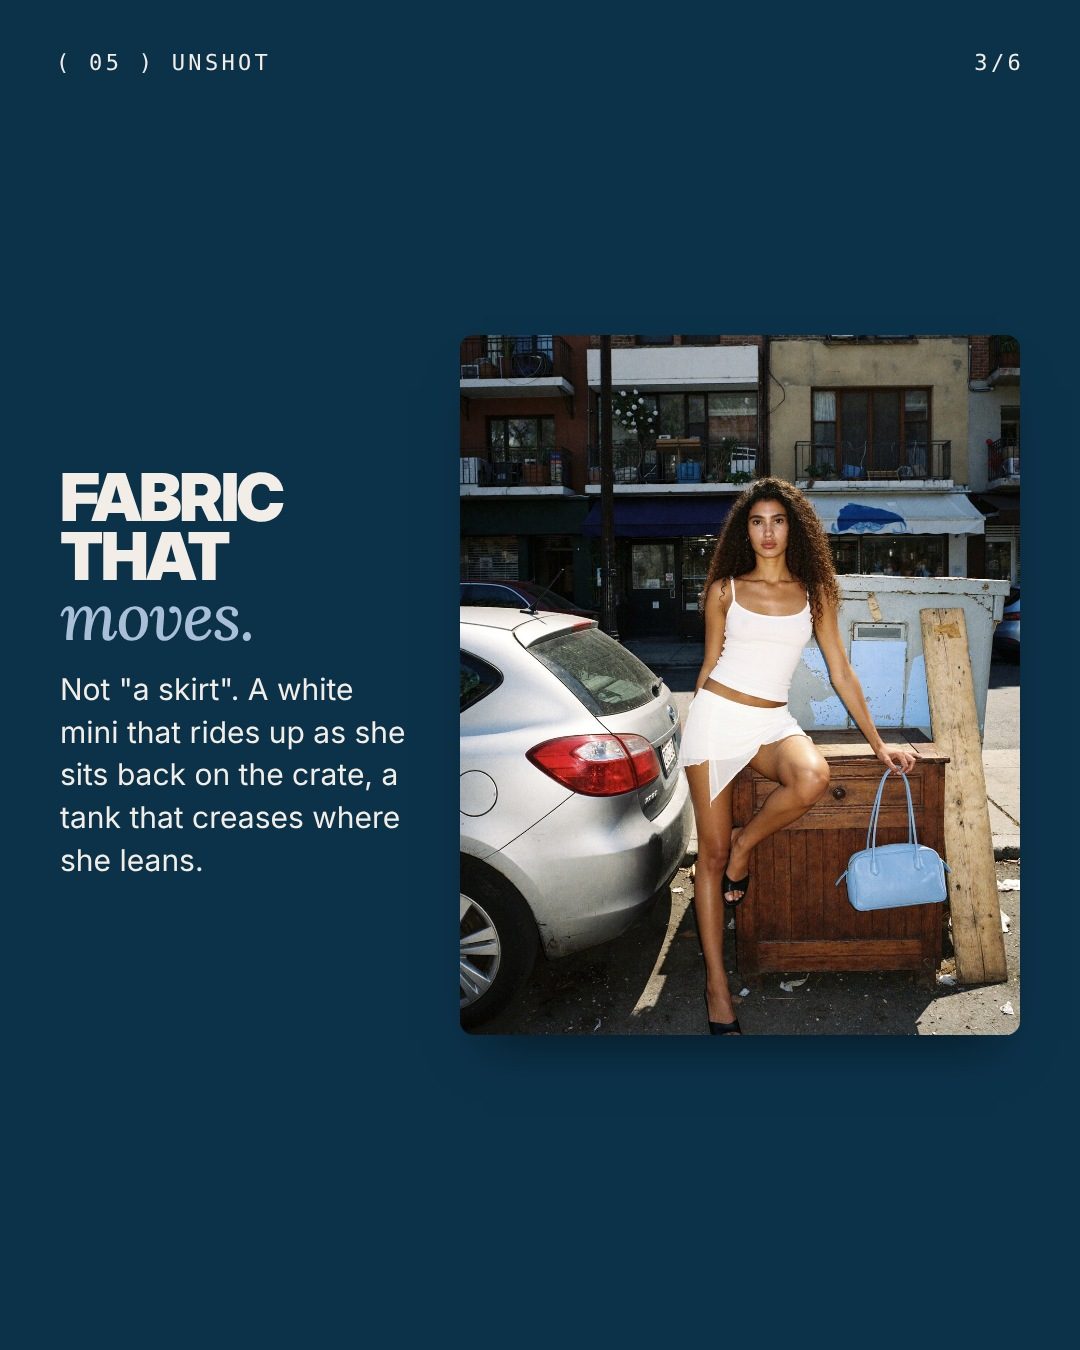 ( 05 ) UNSHOT
3/6
FABRIC
THAT
moves.
Not "a skirt". A white
mini that rides up as she
sits back on the crate, a
tank that creases where
she leans.